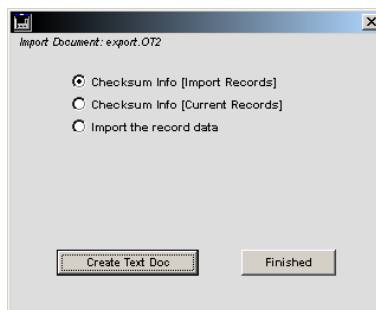 Import Document: export.OT2
Checksum Info [Import Records]
Checksum Info [Current Records]
Import the record data
Create Text Doc
Finished